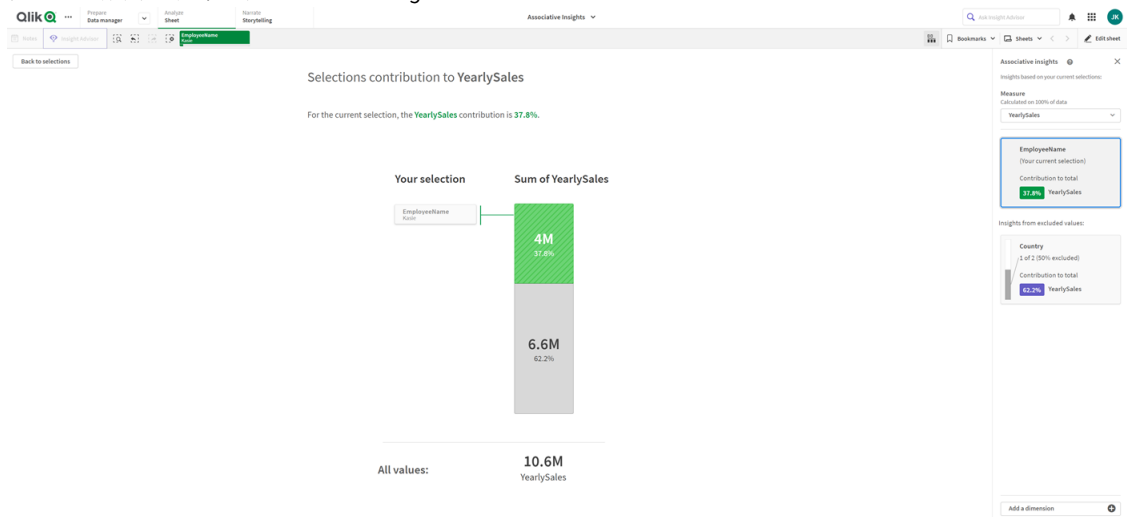 Qlik
Prepare
Data manager
Analyze
Sheet
Narrate
Storytelling
Associative Insights
Ask Insight Advisor
JK
Notes
Insight Advisor
EmployeeName
Kasie
Bookmarks
Sheets
Edit sheet
Back to selections
Selections contribution to YearlySales
For the current selection, the YearlySales contribution is 37.8%.
Your selection
Sum of YearlySales
EmployeeName
Kasie
4M
37.8%
6.6M
62.2%
All values:
10.6M
YearlySales
Associative insights
Insights based on your current selections:
Measure
Calculated on 100% of data
YearlySales
EmployeeName
(Your current selection)
Contribution to total
37.8% YearlySales
Insights from excluded values:
Country
1 of 2 (50% excluded)
Contribution to total
62.2% YearlySales
Add a dimension